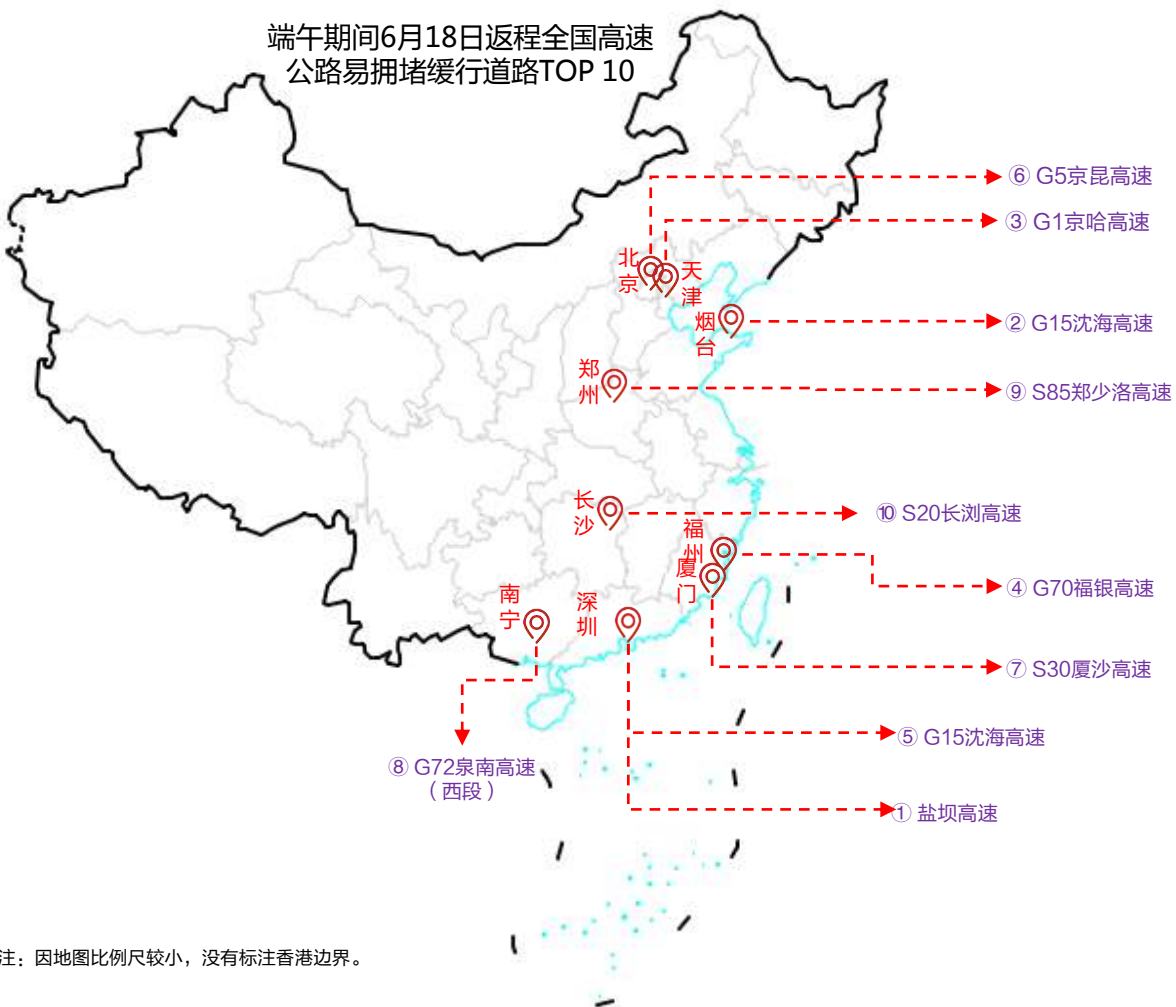 端午期间6月18日返程全国高速
公路易拥堵缓行道路TOP 10
⑥ G5京昆高速
③ G1京哈高速
北京
天津
烟台
② G15沈海高速
郑州
⑨ S85郑少洛高速
长沙
⑩ S20长浏高速
福州
厦门
④ G70福银高速
南宁
深圳
⑦ S30厦沙高速
⑤ G15沈海高速
⑧ G72泉南高速
（西段）
① 盐坝高速
注：因地图比例尺较小，没有标注香港边界。